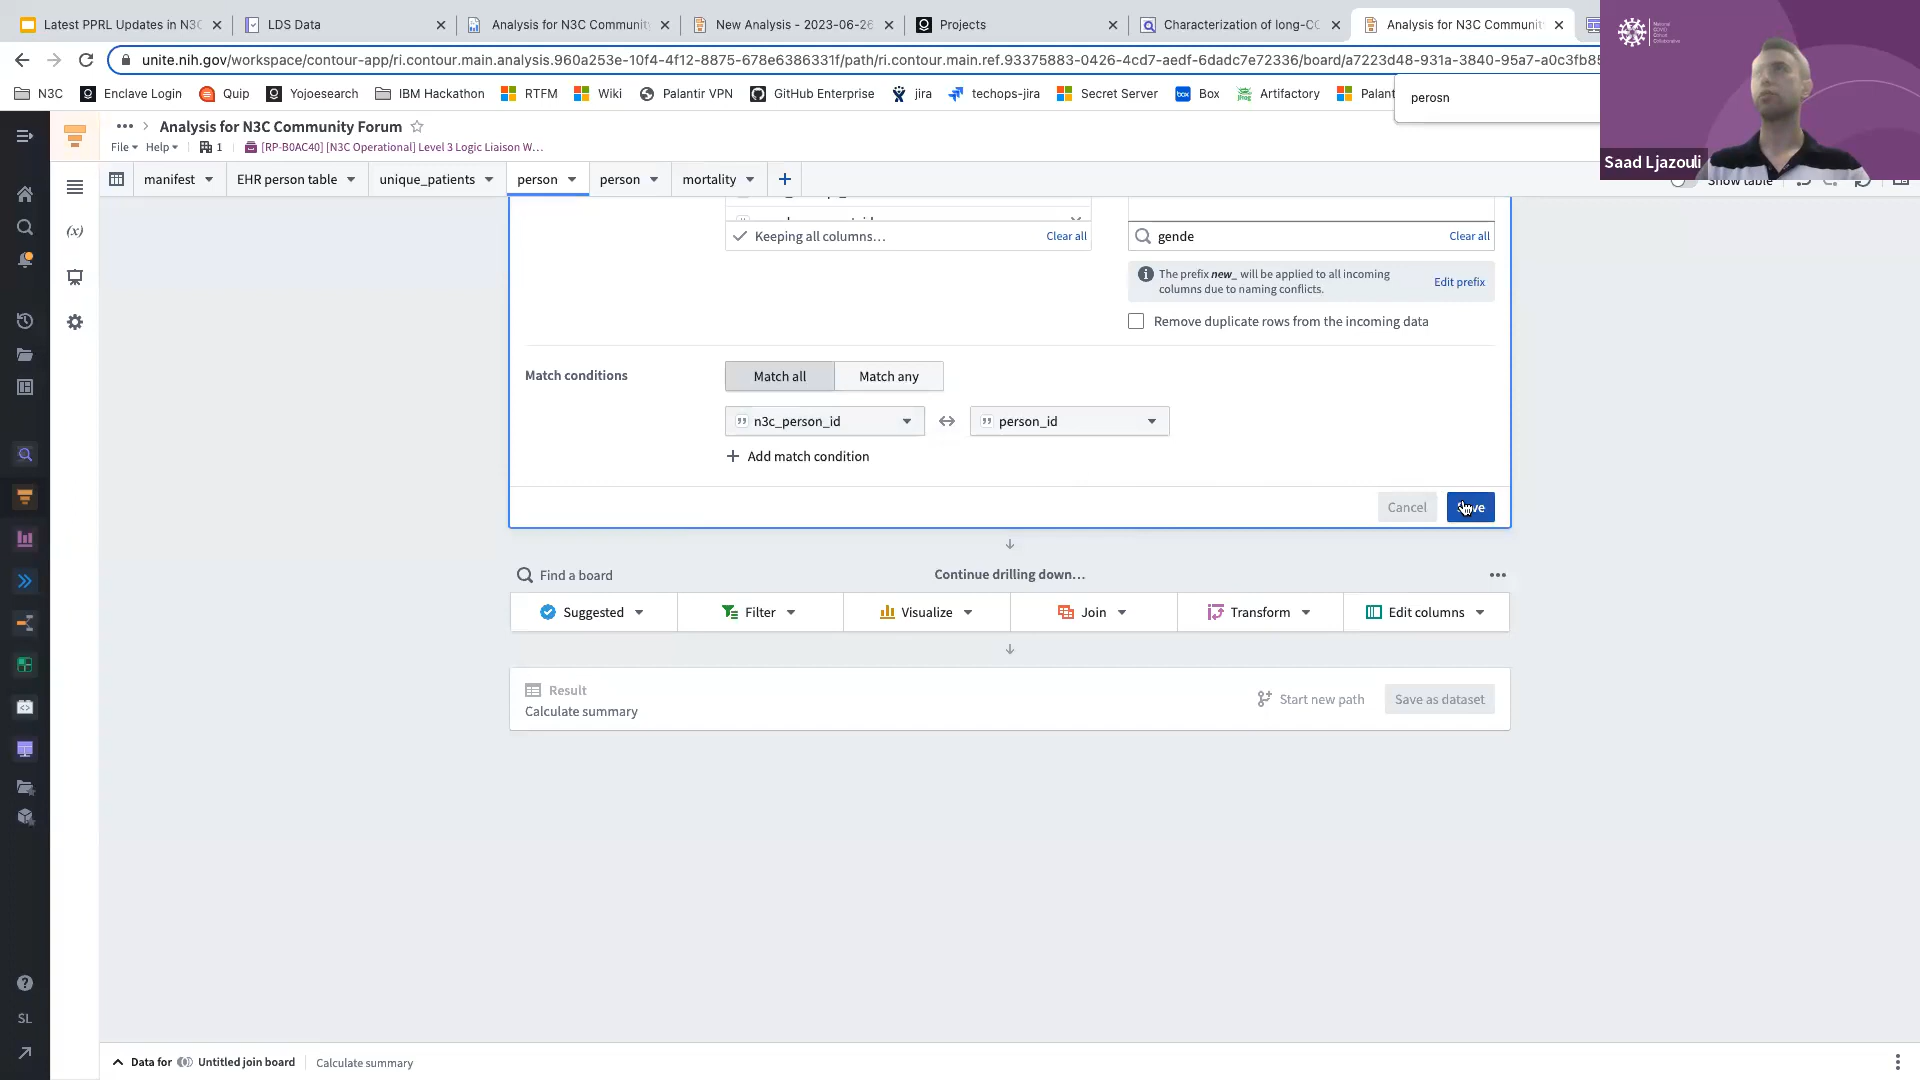 Latest PPRL Updates in N3C
LDS Data
Analysis for N3C Community
New Analysis - 2023-06-26
Projects
Characterization of long-CO
Analysis for N3C Communit
unite.nih.gov/workspace/contour-app/ri.contour.main.analysis.960a253e-10f4-4f12-8875-678e6386331f/path/ri.contour.main.ref.93375883-0426-4cd7-aedf-6dadc7e72336/board/a7223d48-931a-3840-95a7-a0c3fb85
N3C
Enclave Login
Quip
Yojoesearch
IBM Hackathon
RTFM
Wiki
Palantir VPN
GitHub Enterprise
jira
techops-jira
Secret Server
Box
Artifactory
Palant
perosn
Saad Ljazouli
Analysis for N3C Community Forum
File
Help
1
[RP-B0AC40] [N3C Operational] Level 3 Logic Liaison W...
manifest
EHR person table
unique_patients
person
person
mortality
Show table
Keeping all columns...
Clear all
gende
Clear all
The prefix new_ will be applied to all incoming
columns due to naming conflicts.
Edit prefix
Remove duplicate rows from the incoming data
Match conditions
Match all
Match any
n3c_person_id
person_id
Add match condition
Cancel
Find a board
Continue drilling down...
Suggested
Filter
Visualize
Join
Transform
Edit columns
Result
Calculate summary
Start new path
Save as dataset
SL
Data for
Untitled join board
Calculate summary